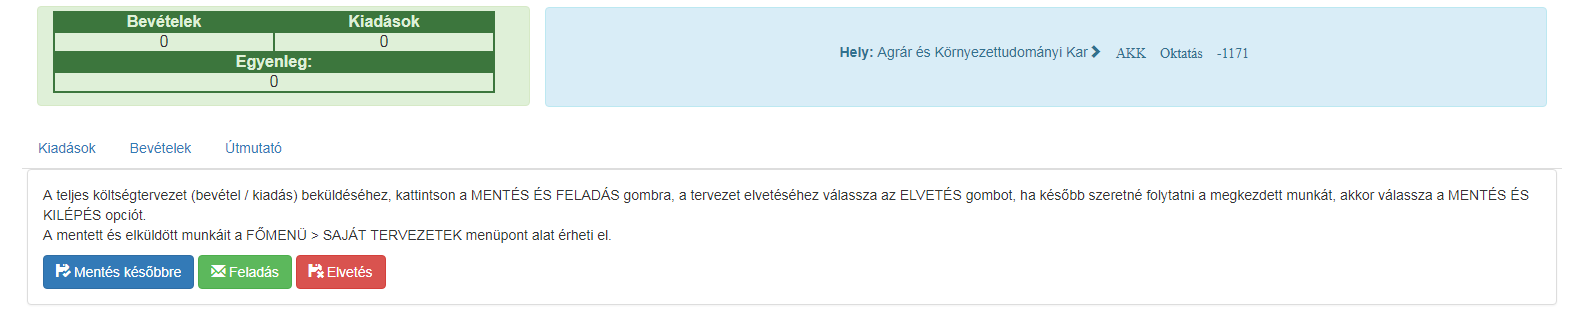 Bevételek Kiadások
0 0
Egyenleg:
0
Hely: Agrár és Környezettudományi Kar AKK Oktatás -1171
Kiadások Bevételek Útmutató
A teljes költségtervezet (bevétel / kiadás) beküldéséhez, kattintson a MENTÉS ÉS FELADÁS gombra, a tervezet elvetéséhez válassza az ELVETÉS gombot, ha később szeretné folytatni a megkezdett munkát, akkor válassza a MENTÉS ÉS
KILÉPÉS opciót.
A mentett és elküldött munkáit a FŐMENÜ > SAJÁT TERVEZETEK menüpont alat érheti el.
Mentés későbbre Feladás Elvetés